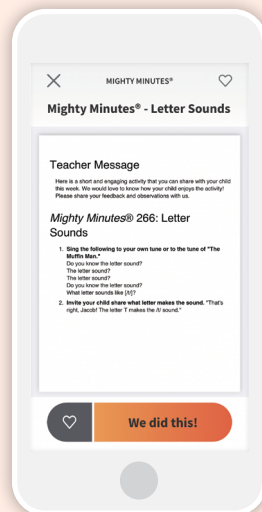 MIGHTY MINUTES®
Mighty Minutes® - Letter Sounds
Teacher Message
Here is a short and engaging activity that you can share with your child
this week. We would love to know how your child enjoys the activity!
Please share your feedback and observations with us.
Mighty Minutes® 266: Letter
Sounds
1. Sing the following to your own tune or to the tune of "The
Muffin Man."
Do you know the letter sound?
The letter sound?
The letter sound?
Do you know the letter sound?
What letter sounds like [/t/]?
2. Invite your child share what letter makes the sound. "That's
right, Jacob! The letter T makes the /t/ sound."
We did this!